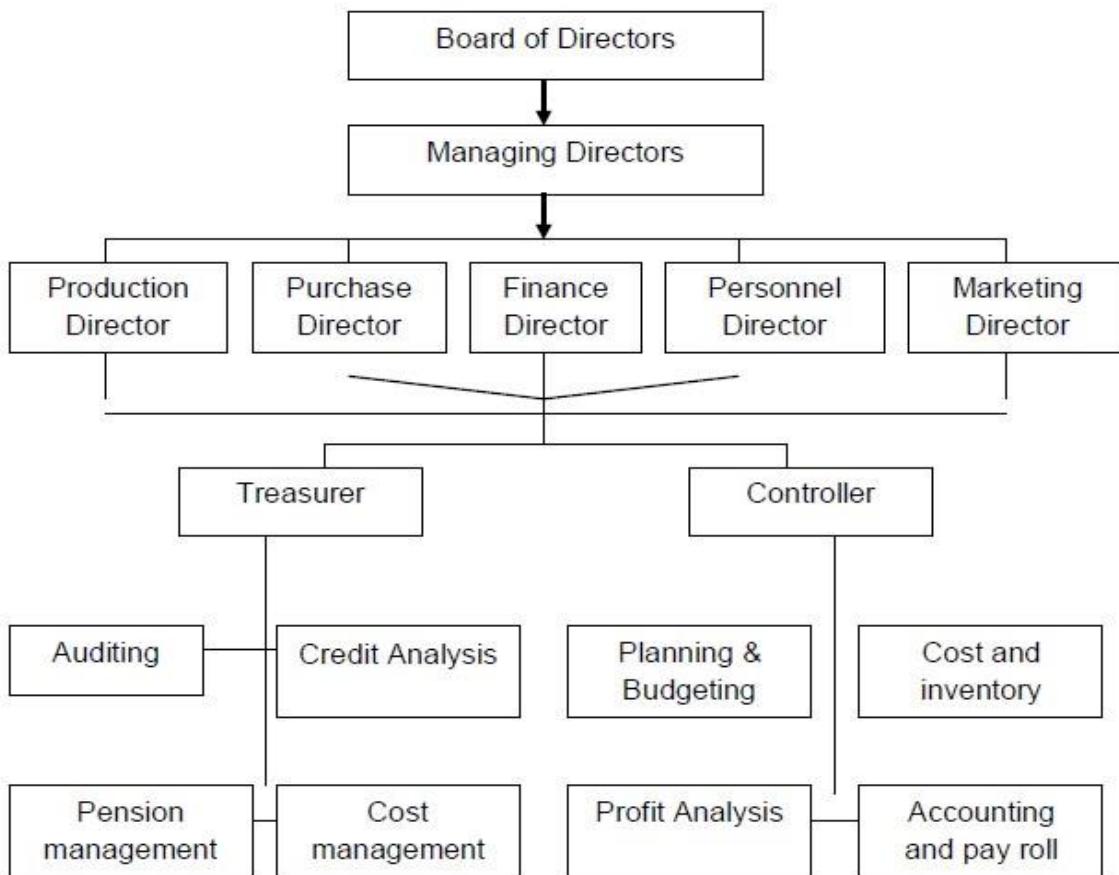 Board of Directors
Managing Directors
Production
Director
Purchase
Director
Finance
Director
Personnel
Director
Marketing
Director
Treasurer
Controller
Auditing
Credit Analysis
Planning &
Budgeting
Cost and
inventory
Pension
management
Cost
management
Profit Analysis
Accounting
and pay roll